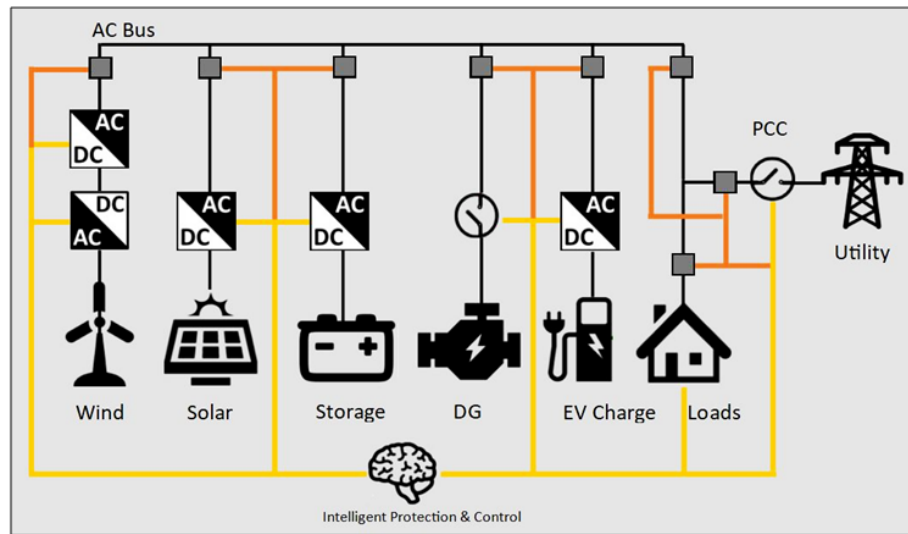 AC Bus
AC
DC
DC
AC
AC
DC
AC
DC
AC
DC
PCC
Utility
Wind
Solar
Storage
DG
EV Charge
Loads
Intelligent Protection & Control